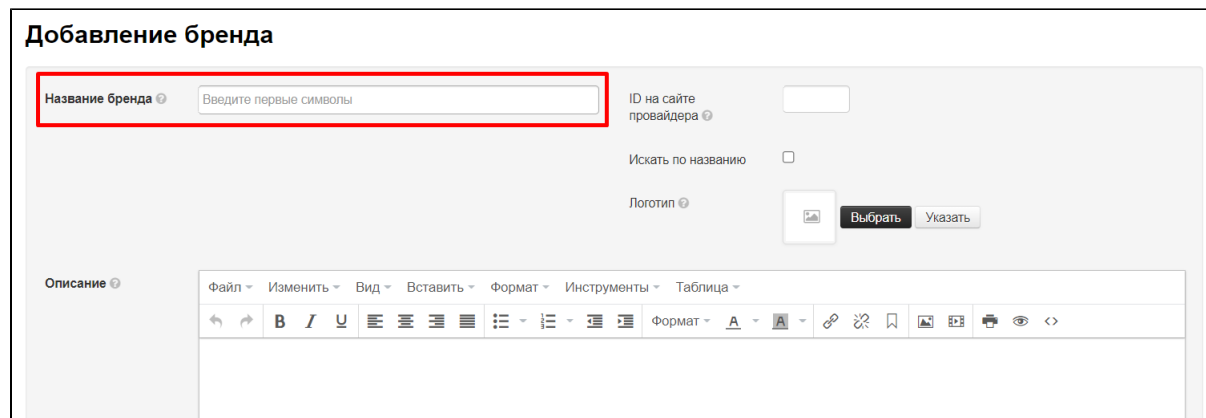 Добавление бренда
Название бренда
Введите первые символы
ID на сайте
провайдера
Искать по названию
Логотип
Выбрать Указать
Описание
Файл Изменить Вид Вставить Формат Инструменты Таблица
B I U Формат A A